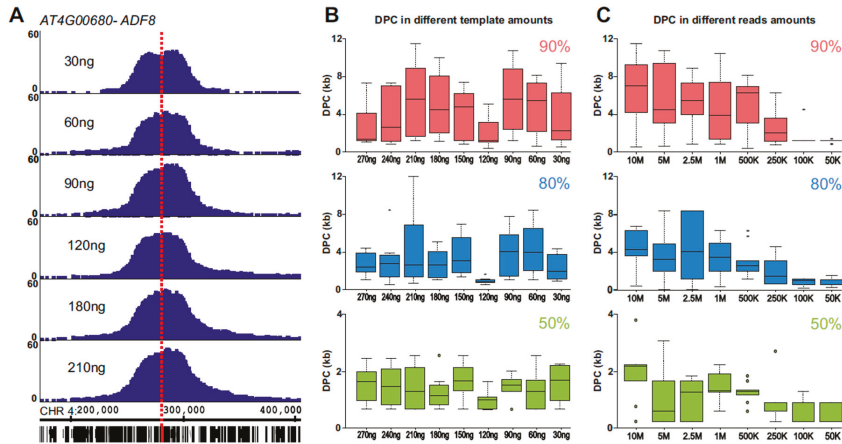 A
AT4G00680- ADF8
60
30ng
0
60
60ng
0
60
90ng
0
60
120ng
0
60
180ng
0
60
210ng
0
CHR 4: 200,000 300,000 400,000
B
DPC in different template amounts
90%
DPC (kb)
12
8
4
0
270ng 240ng 210ng 180ng 150ng 120ng 90ng 60ng 30ng
80%
DPC (kb)
12
8
4
0
270ng 240ng 210ng 180ng 150ng 120ng 90ng 60ng 30ng
50%
DPC (kb)
4
2
0
270ng 240ng 210ng 180ng 150ng 120ng 90ng 60ng 30ng
C
DPC in different reads amounts
90%
DPC (kb)
12
8
4
0
10M 5M 2.5M 1M 500K 250K 100K 50K
80%
DPC (kb)
12
8
4
0
10M 5M 2.5M 1M 500K 250K 100K 50K
50%
DPC (kb)
4
2
0
10M 5M 2.5M 1M 500K 250K 100K 50K